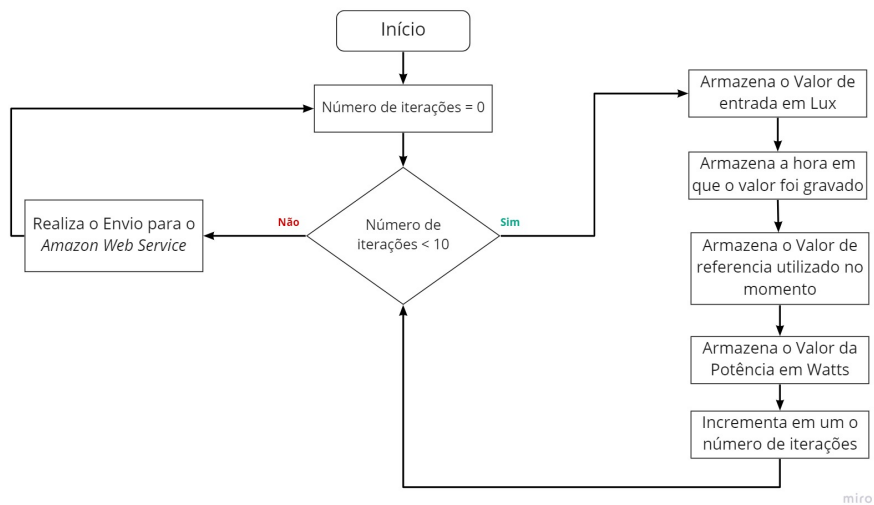 Início
Número de iterações = 0
Número de
iterações < 10
Não
Sim
Realiza o Envio para o
Amazon Web Service
Armazena o Valor de
entrada em Lux
Armazena a hora em
que o valor foi gravado
Armazena o Valor de
referencia utilizado no
momento
Armazena o Valor da
Potência em Watts
Incrementa em um o
número de iterações
miro